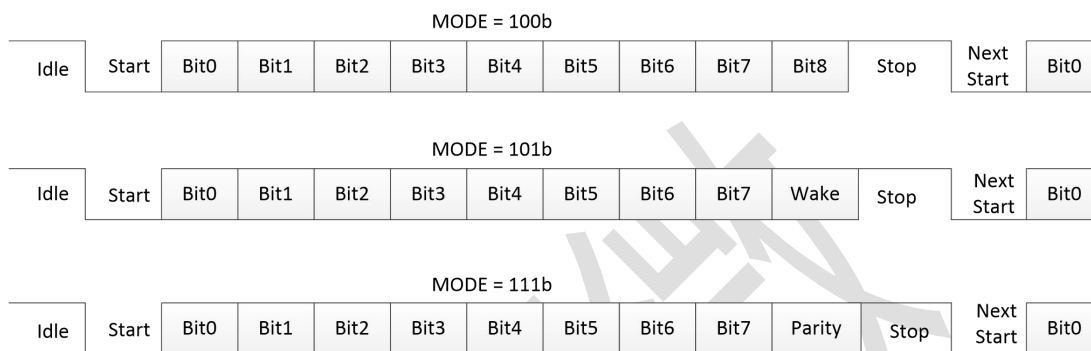 MODE = 100b
Idle Start Bit0 Bit1 Bit2 Bit3 Bit4 Bit5 Bit6 Bit7 Bit8 Stop Next Start Bit0
MODE = 101b
Idle Start Bit0 Bit1 Bit2 Bit3 Bit4 Bit5 Bit6 Bit7 Wake Stop Next Start Bit0
MODE = 111b
Idle Start Bit0 Bit1 Bit2 Bit3 Bit4 Bit5 Bit6 Bit7 Parity Stop Next Start Bit0